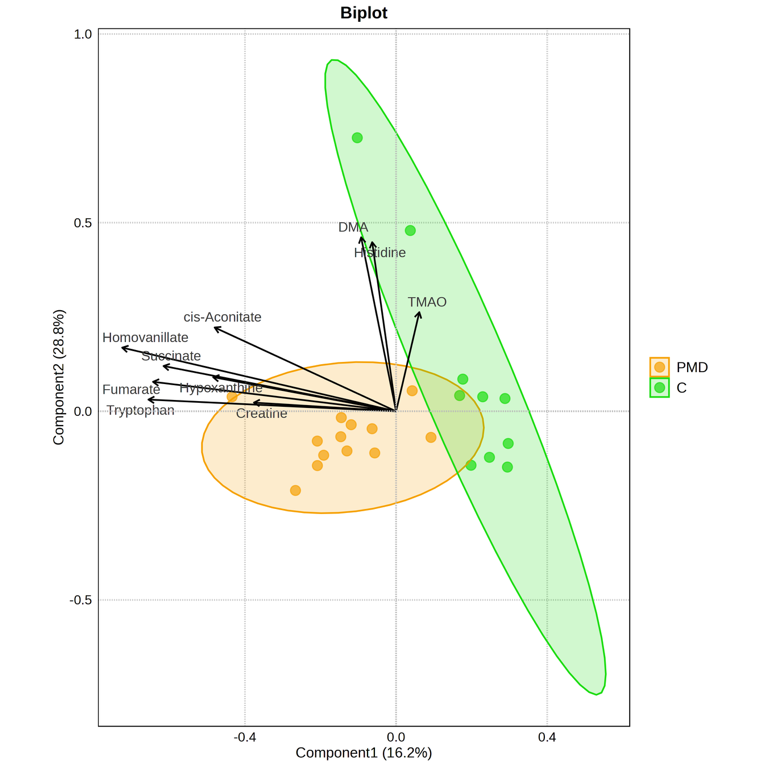 Biplot
1.0
0.5
0.0
-0.5
Component2 (28.8%)
DMA
Histidine
TMAO
cis-Aconitate
Homovanillate
Succinate
Fumarate
Hypoxanthine
Tryptophan
Creatine
PMD
C
-0.4
0.0
0.4
Component1 (16.2%)